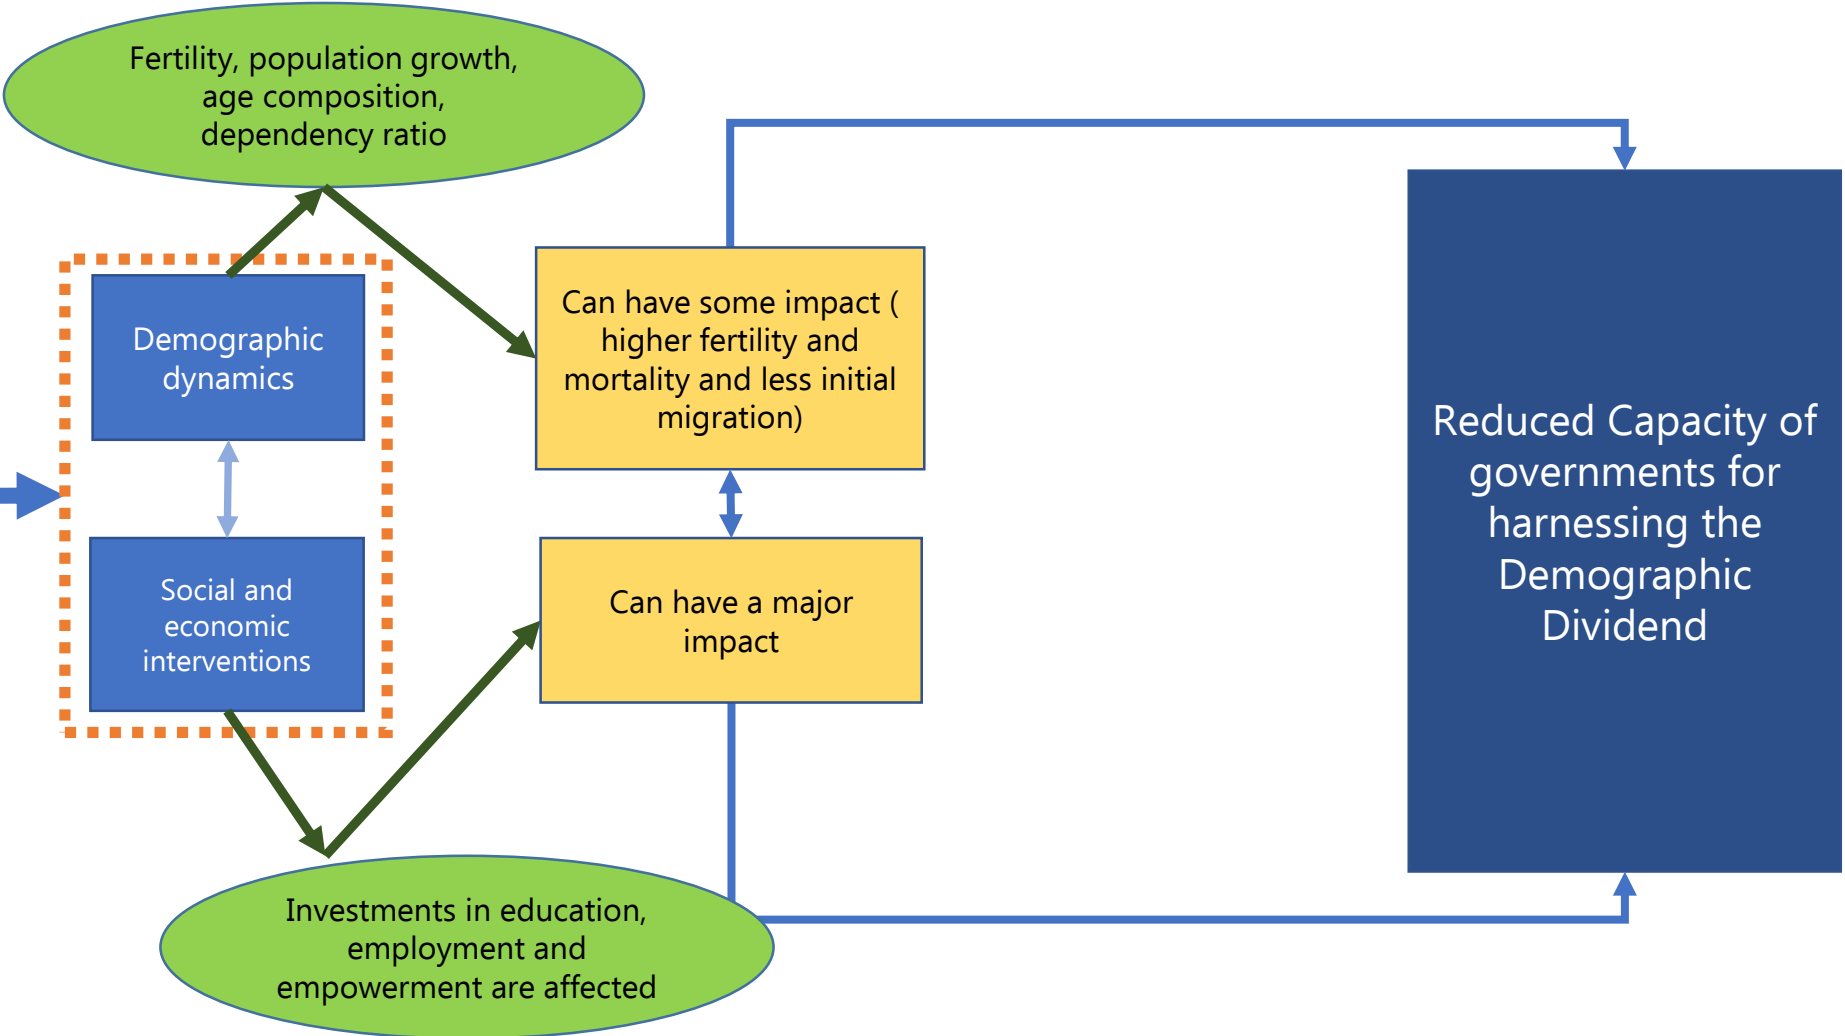 Fertility, population growth,
age composition,
dependency ratio
Demographic
dynamics
Can have some impact (
higher fertility and
mortality and less initial
migration)
Social and
economic
interventions
Can have a major
impact
Investments in education,
employment and
empowerment are affected
Reduced Capacity of
governments for
harnessing the
Demographic
Dividend